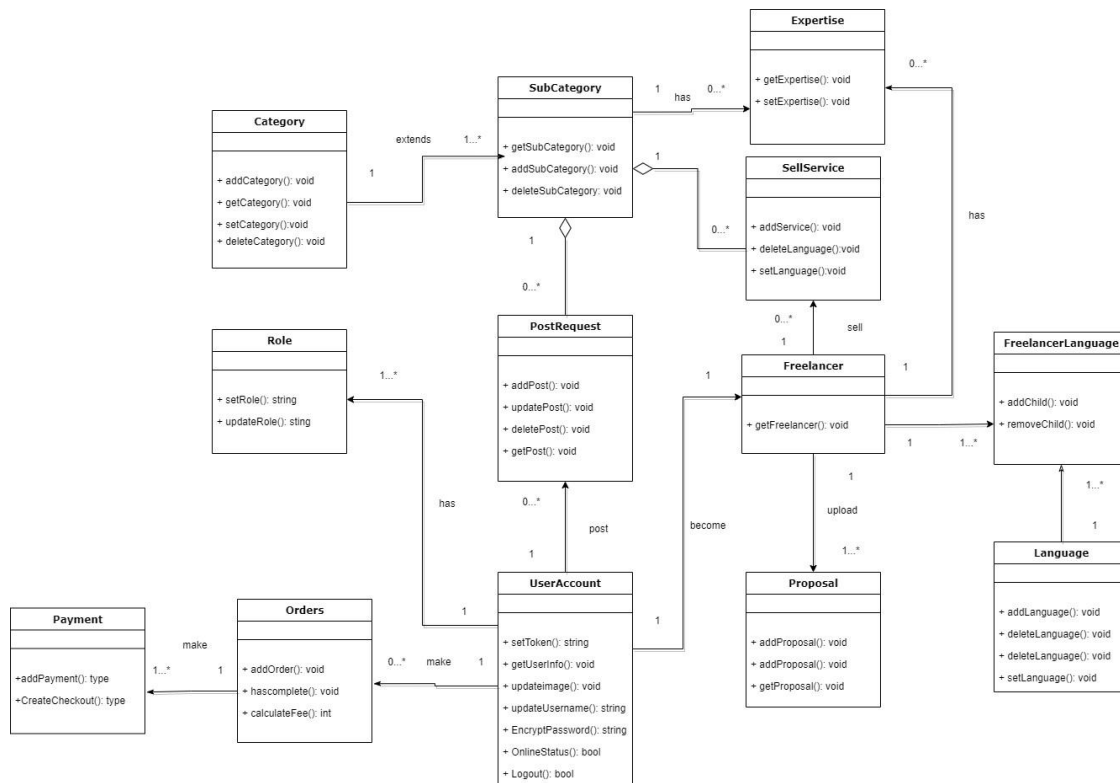 Expertise
+ getExpertise(): void
+ setExpertise(): void
0...*
0...*
1
has
0...*
SubCategory
+ getSubCategory(): void
+ addSubCategory(): void
+ deleteSubCategory: void
Category
+ addCategory(): void
+ getCategory(): void
+ setCategory():void
+ deleteCategory(): void
extends
1...*
1
1
0...*
SellService
+ addService(): void
+ deleteLanguage():void
+ setLanguage():void
has
1
0...*
PostRequest
+ addPost(): void
+ updatePost(): void
+ deletePost(): void
+ getPost(): void
0...*
sell
1
Role
+ setRole(): string
+ updateRole(): sting
1...*
Freelancer
+ getFreelancer(): void
1
1
1
1...*
FreelancerLanguage
+ addChild(): void
+ removeChild(): void
1...*
1
Language
+ addLanguage(): void
+ deleteLanguage(): void
+ deleteLanguage(): void
+ setLanguage(): void
has
0...*
post
1
become
1
upload
1...*
UserAccount
+ setToken(): string
+ getUserInfo(): void
+ updateimage(): void
+ updateUsername(): string
+ EncryptPassword(): string
+ OnlineStatus(): bool
+ Logout(): bool
1
1
Proposal
+ addProposal(): void
+ addProposal(): void
+ getProposal(): void
Payment
+addPayment(): type
+CreateCheckout(): type
make
1...*
1
Orders
+ addOrder(): void
+ hascomplete(): void
+ calculateFee(): int
0...*
make
1